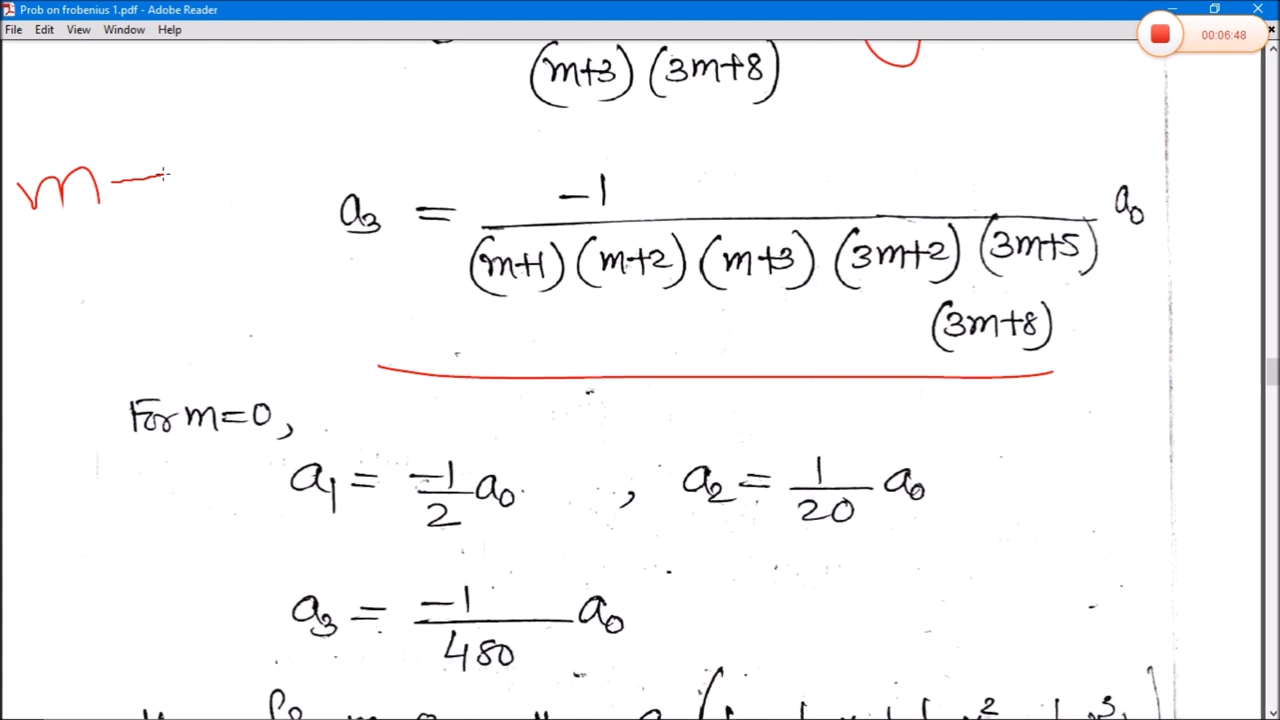 Prob on frobenius 1.pdf - Adobe Reader
File Edit View Window Help
00:06:48
(m+3) (3m+8)
m —
a₃ = -1 / (m+1) (m+2) (m+3) (3m+2) (3m+5) a₀
(3m+8)
For m=0,
a₁ = -1/2 a₀ , a₂ = 1/20 a₀
a₃ = -1/480 a₀